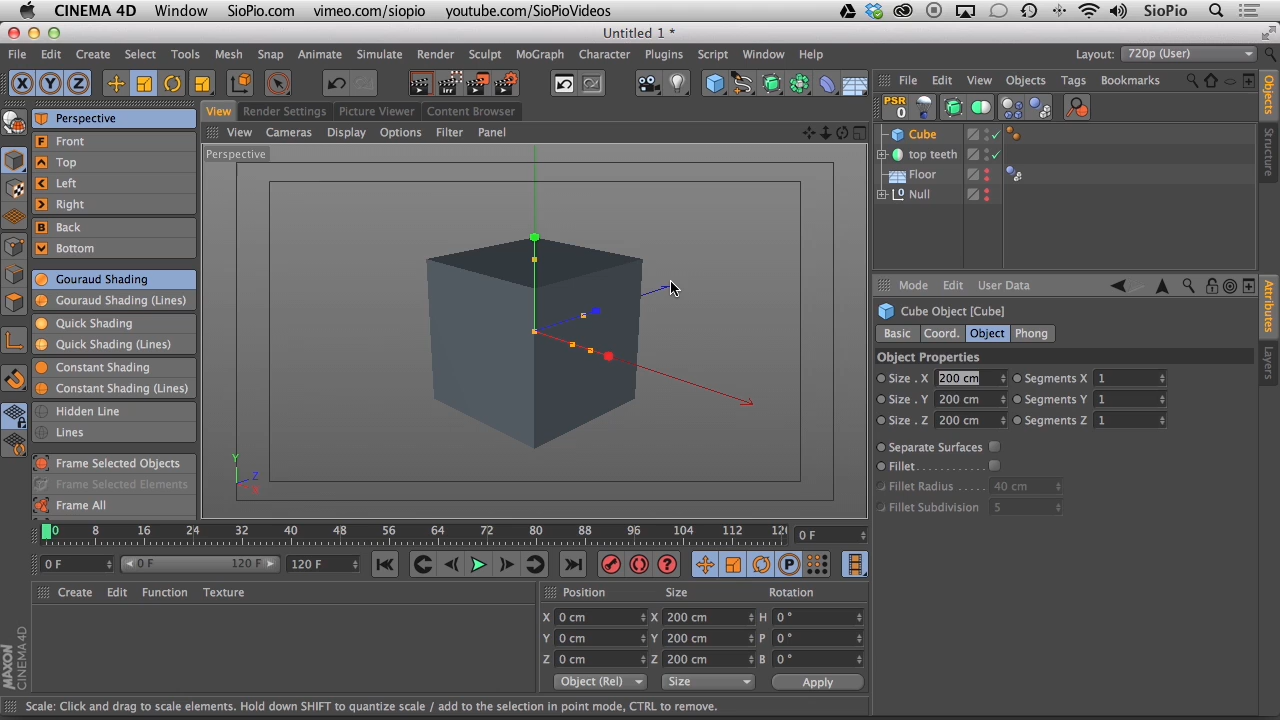 CINEMA 4D Window SioPio.com vimeo.com/siopio youtube.com/SioPioVideos SioPio
Untitled 1 *
File Edit Create Select Tools Mesh Snap Animate Simulate Render Sculpt MoGraph Character Plugins Script Window Help Layout: 720p (User)
X Y Z
File Edit View Objects Tags Bookmarks
Objects
Structure
View Render Settings Picture Viewer Content Browser
View Cameras Display Options Filter Panel
Perspective
PSR
0
Perspective
F Front
Top
Left
Right
B Back
Bottom
Gouraud Shading
Gouraud Shading (Lines)
Quick Shading
Quick Shading (Lines)
Constant Shading
Constant Shading (Lines)
Hidden Line
Lines
Frame Selected Objects
Frame Selected Elements
Frame All
Cube
top teeth
Floor
Null
Mode Edit User Data
Attributes
Layers
Cube Object [Cube]
Basic Coord. Object Phong
Object Properties
Size . X 200 cm Segments X 1
Size . Y 200 cm Segments Y 1
Size . Z 200 cm Segments Z 1
Separate Surfaces
Fillet
Fillet Radius 40 cm
Fillet Subdivision 5
Y
Z
X
0 8 16 24 32 40 48 56 64 72 80 88 96 104 112 0 F
0 F 0 F 120 F 120 F P
Create Edit Function Texture
Position Size Rotation
X 0 cm X 200 cm H 0 °
Y 0 cm Y 200 cm P 0 °
Z 0 cm Z 200 cm B 0 °
Object (Rel) Size Apply
MAXON
CINEMA 4D
Scale: Click and drag to scale elements. Hold down SHIFT to quantize scale / add to the selection in point mode, CTRL to remove.